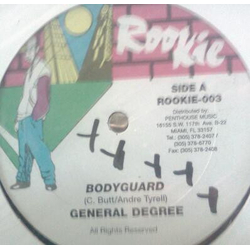 Rookie
SIDE A
ROOKIE-003
Distributed by
PENTHOUSE MUSIC
MIAMI, FL 33157
BODYGUARD
(C. Butt/Andre Tyrell)
GENERAL DEGREE
All Rights Reserved